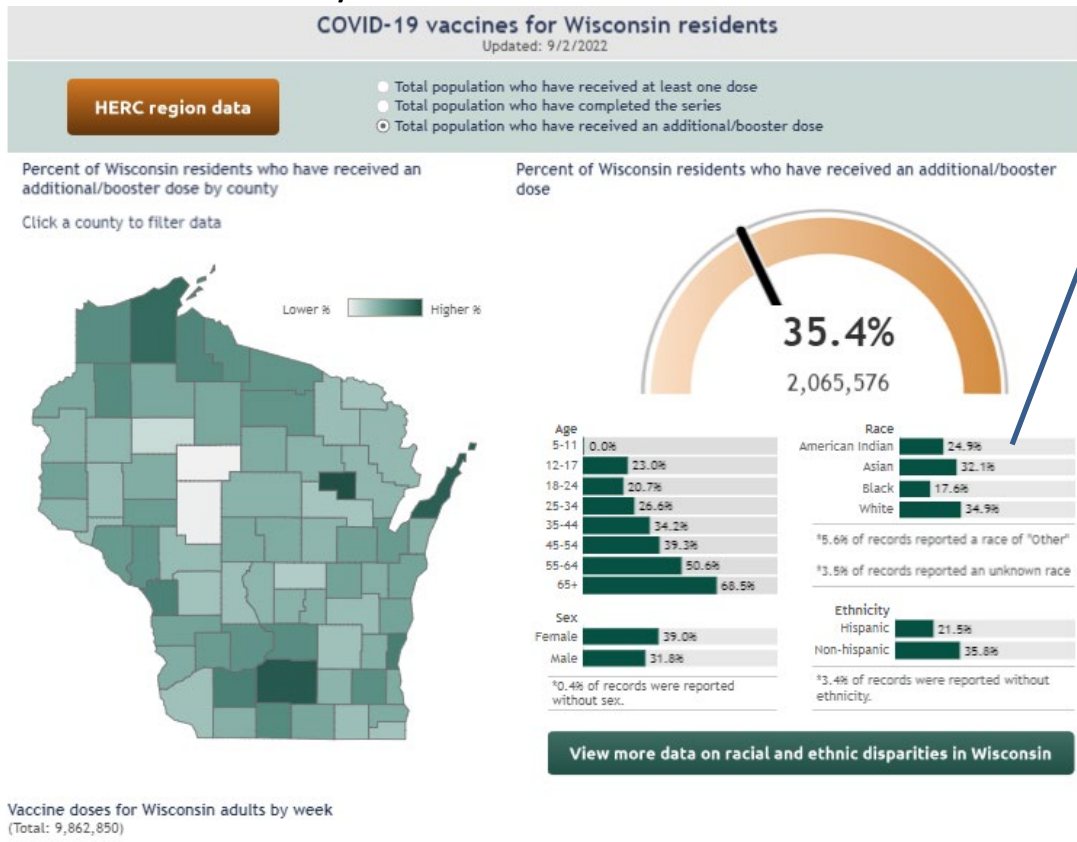 COVID-19 vaccines for Wisconsin residents
Updated: 9/2/2022
HERC region data
Total population who have received at least one dose
Total population who have completed the series
Total population who have received an additional/booster dose
Percent of Wisconsin residents who have received an
additional/booster dose by county
Click a county to filter data
Lower %
Higher %
Percent of Wisconsin residents who have received an additional/booster
dose
35.4%
2,065,576
Age
5-11 0.0%
12-17 23.0%
18-24 20.7%
25-34 26.6%
35-44 34.2%
45-54 39.3%
55-64 50.6%
65+ 68.5%
Sex
Female 39.0%
Male 31.8%
*0.4% of records were reported
without sex.
Race
American Indian 24.9%
Asian 32.1%
Black 17.6%
White 34.9%
*5.6% of records reported a race of "Other"
*3.5% of records reported an unknown race
Ethnicity
Hispanic 21.5%
Non-hispanic 35.8%
*3.4% of records were reported without
ethnicity.
View more data on racial and ethnic disparities in Wisconsin
Vaccine doses for Wisconsin adults by week
(Total: 9,862,850)